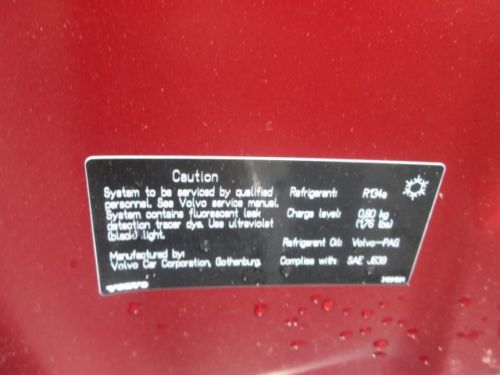 Caution
System to be serviced by qualified
personnel. See Volvo service manual.
System contains fluorescent leak
detection tracer dye. Use ultraviolet
(black) light.
Manufactured by:
Volvo Car Corporation, Gothenburg.
VOLVO
Refrigerant: R134a
Charge level: 0,80 kg
(1,76 lbs)
Refrigerant Oil: Volvo-PAG
Complies with: SAE J639